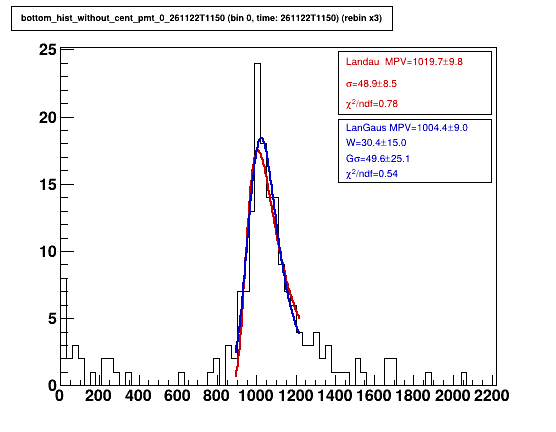 bottom_hist_without_cent_pmt_0_261122T1150 (bin 0, time: 261122T1150) (rebin x3)
Landau MPV=1019.7±9.8
σ=48.9±8.5
χ²/ndf=0.78
LanGaus MPV=1004.4±9.0
W=30.4±15.0
Gσ=49.6±25.1
χ²/ndf=0.54
25
20
15
10
5
0
0 200 400 600 800 1000 1200 1400 1600 1800 2000 2200